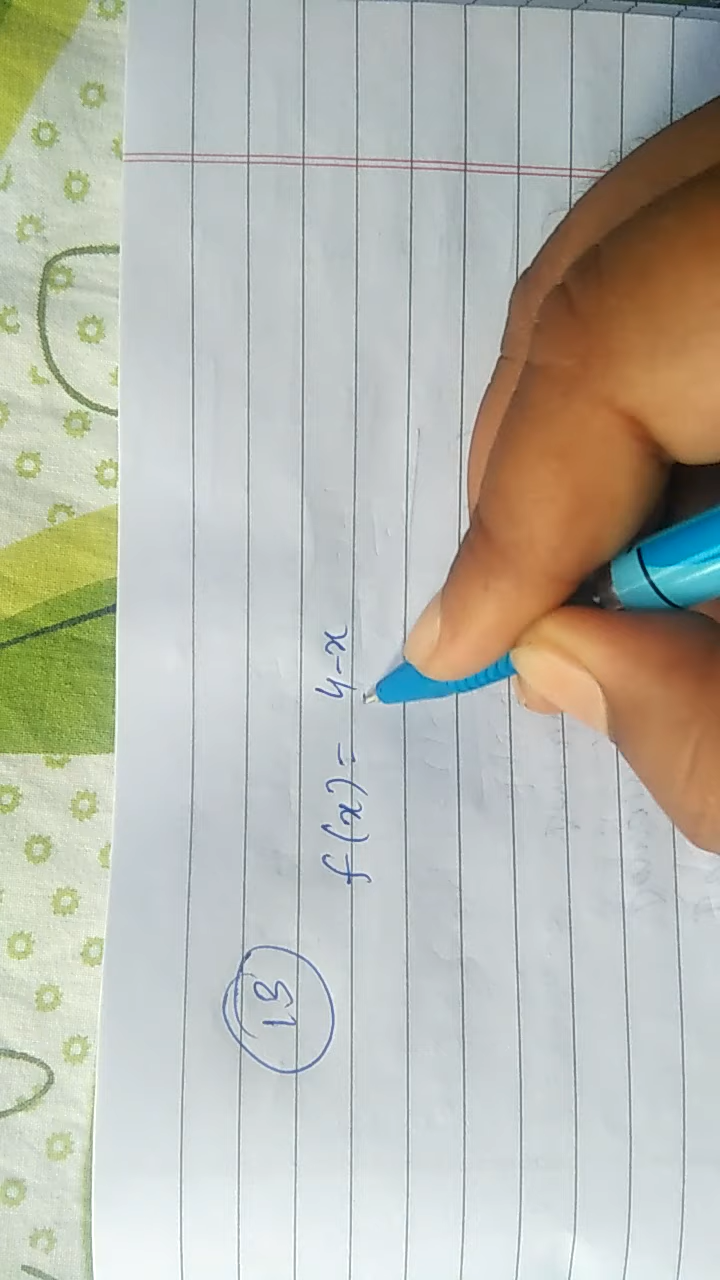 13
f(x) = 4-x